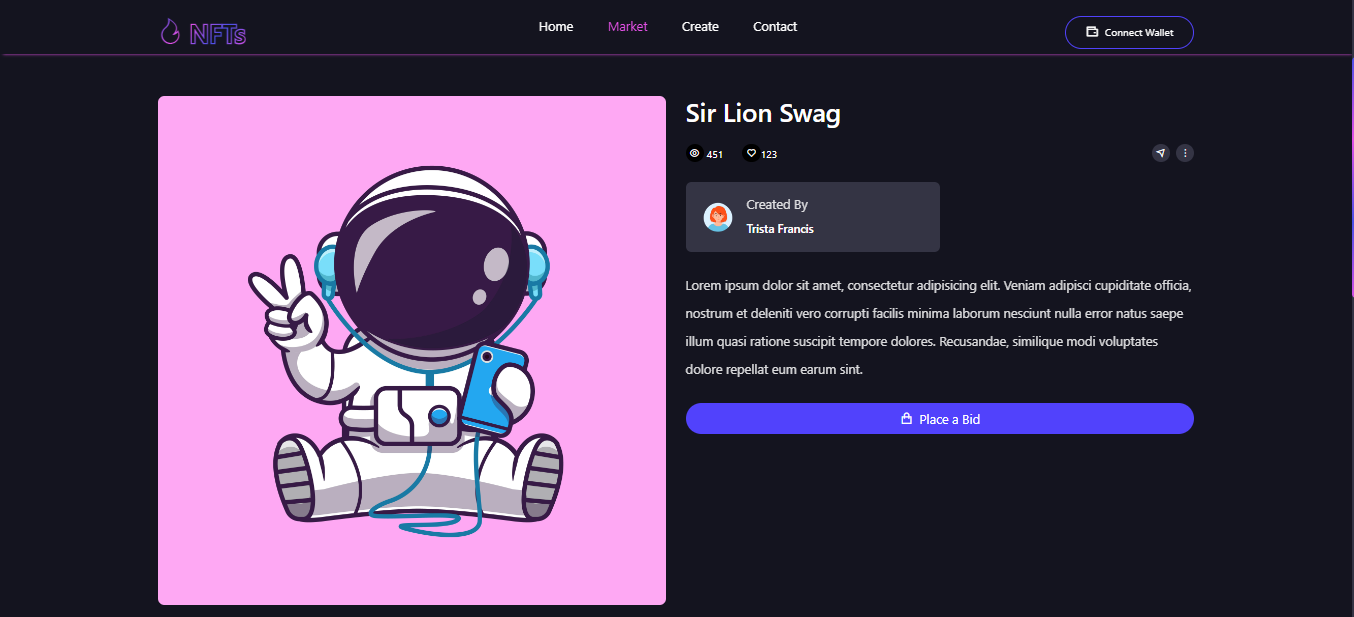 NFTs
Home Market Create Contact
Connect Wallet
Sir Lion Swag
451 123
Created By
Trista Francis
Lorem ipsum dolor sit amet, consectetur adipisicing elit. Veniam adipisci cupiditate officia,
nostrum et deleniti vero corrupti facilis minima laborum nesciunt nulla error natus saepe
illum quasi ratione suscipit tempore dolores. Recusandae, similique modi voluptates
dolore repellat eum earum sint.
Place a Bid